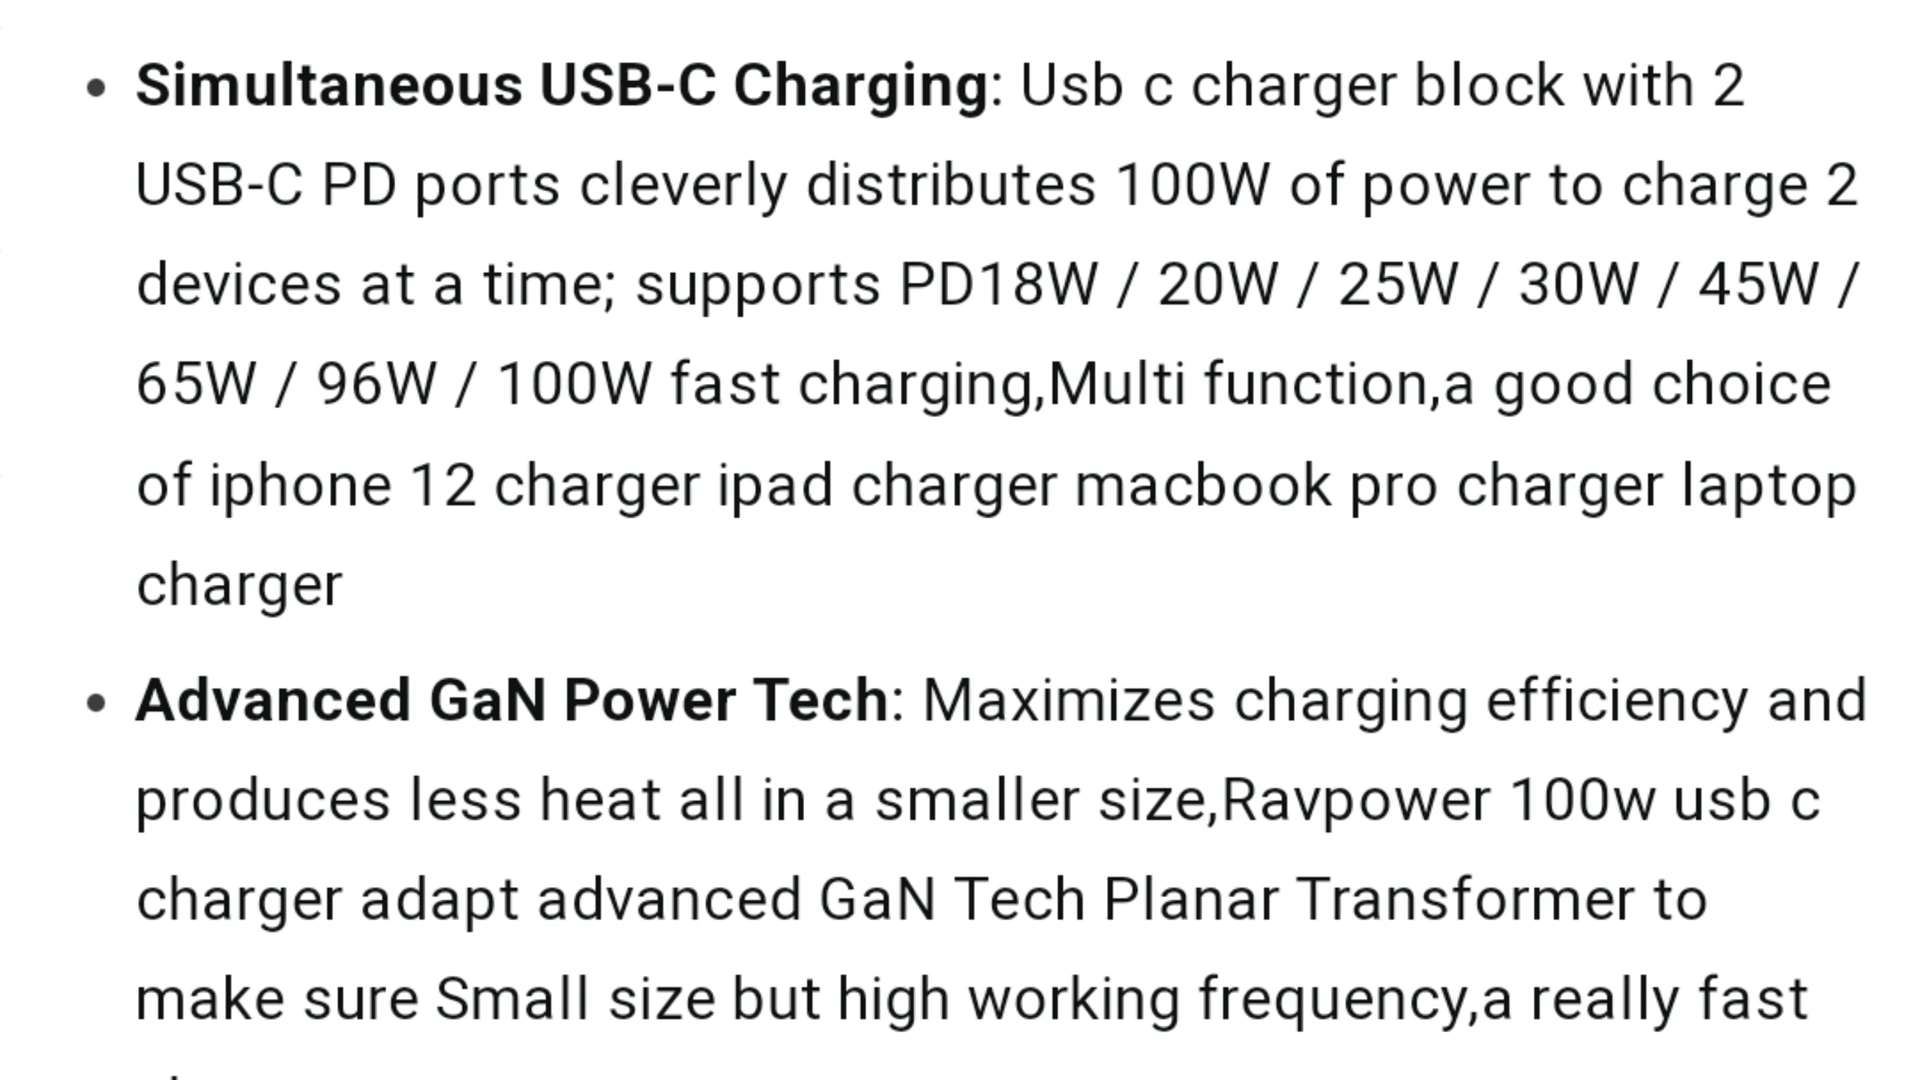 • Simultaneous USB-C Charging: Usb c charger block with 2
USB-C PD ports cleverly distributes 100W of power to charge 2
devices at a time; supports PD18W / 20W / 25W / 30W / 45W /
65W / 96W / 100W fast charging,Multi function,a good choice
of iphone 12 charger ipad charger macbook pro charger laptop
charger
• Advanced GaN Power Tech: Maximizes charging efficiency and
produces less heat all in a smaller size,Ravpower 100w usb c
charger adapt advanced GaN Tech Planar Transformer to
make sure Small size but high working frequency,a really fast